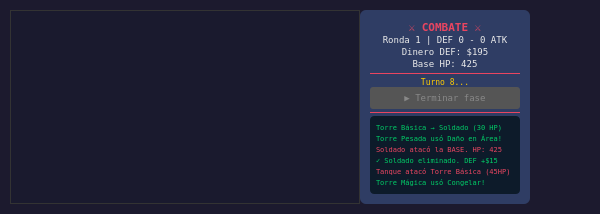 ⚔ COMBATE ⚔
Ronda 1 | DEF 0 - 0 ATK
Dinero DEF: $195
Base HP: 425
Turno 8...
▶ Terminar fase
Torre Básica → Soldado (30 HP)
Torre Pesado usó Daño en Área!
Soldado atacó la BASE. HP: 425
✓ Soldado eliminado. DEF +$15
Tanque atacó Torre Básica (45HP)
Torre Mágica usó Congelar!